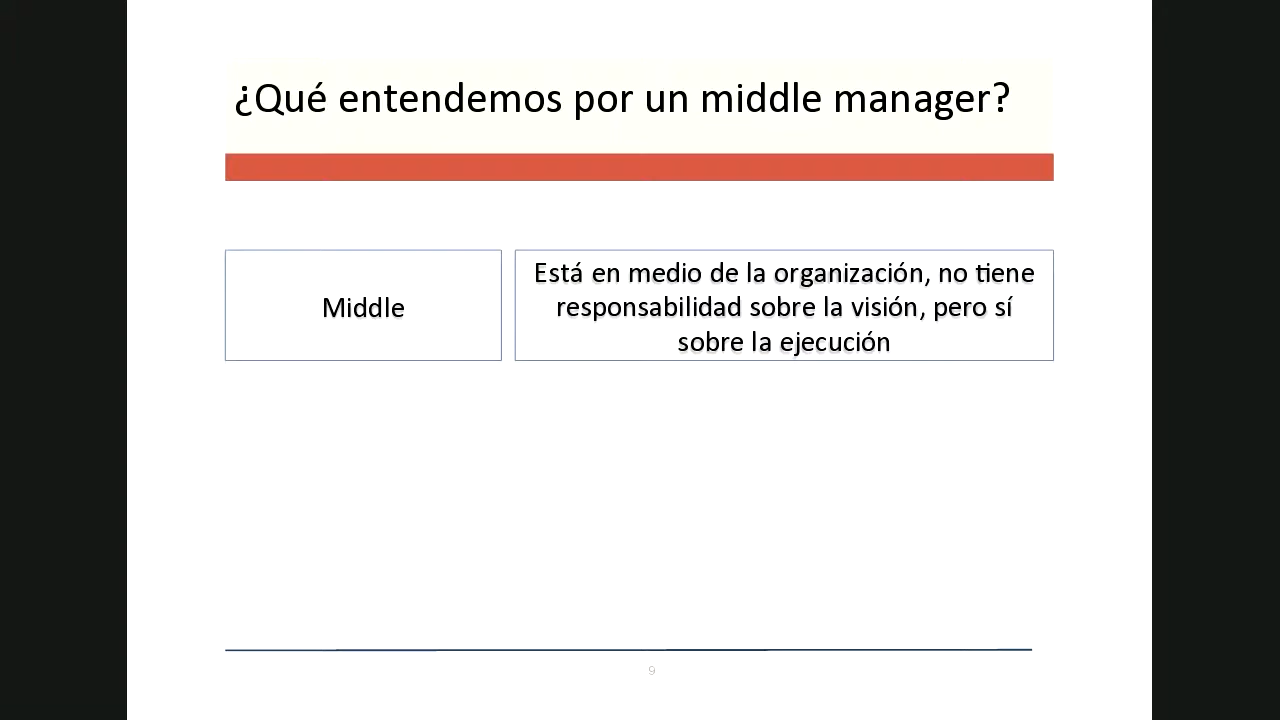 ¿Qué entendemos por un middle manager?
Middle
Está en medio de la organización, no tiene
responsabilidad sobre la visión, pero sí
sobre la ejecución
9